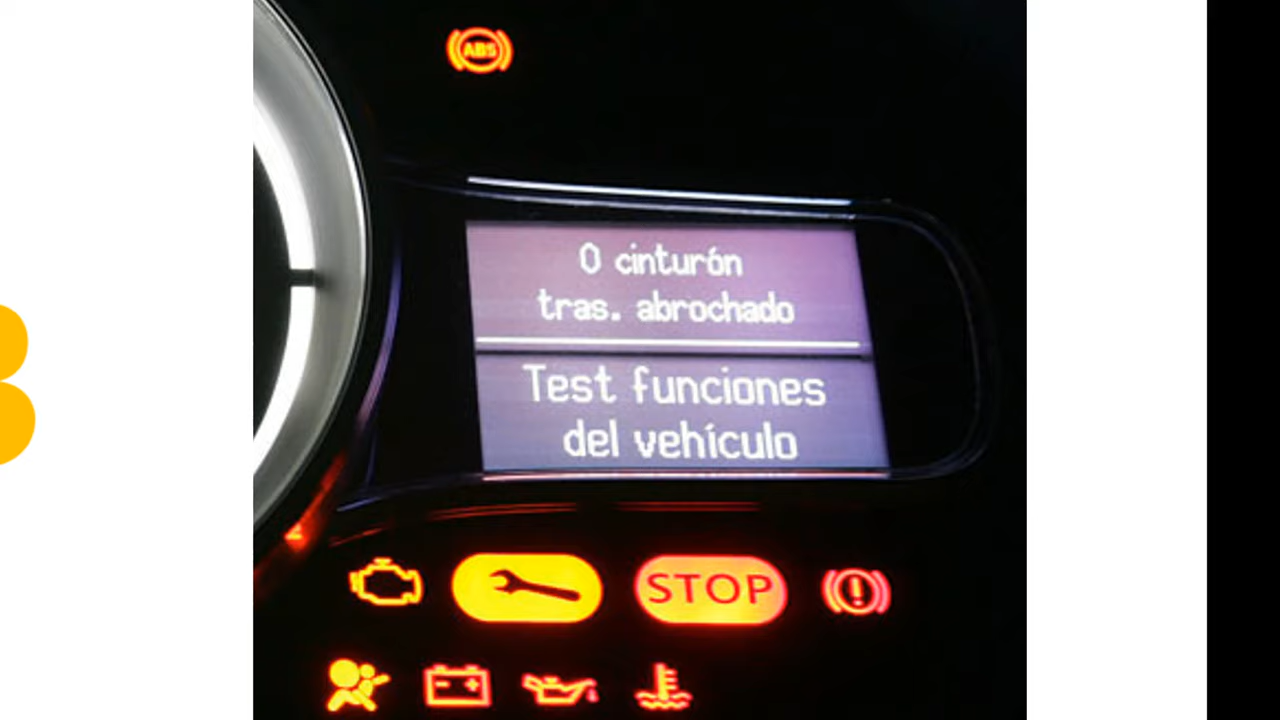 ABS
0 cinturón
tras. abrochado
Test funciones
del vehículo
STOP